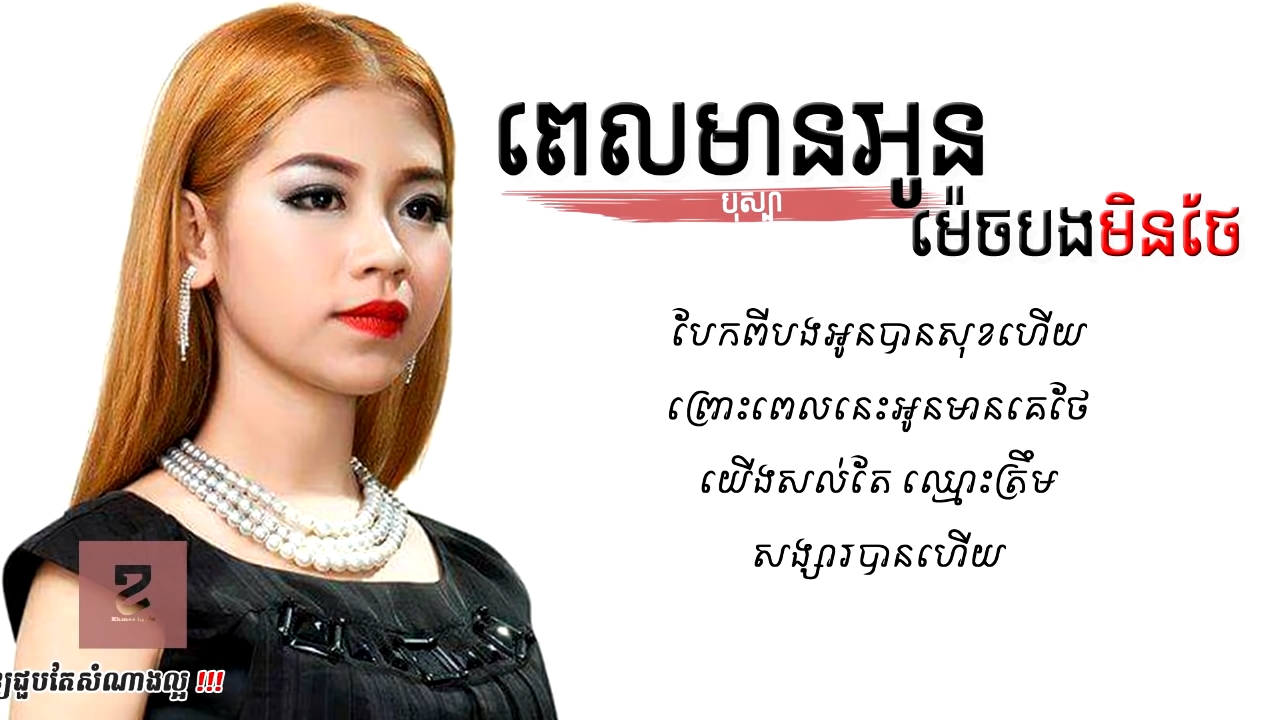 ពេលមានអូន
បុស្បា
ម៉េចបងមិនថែ
បែកពីបងអូនបានសុខហើយ
ព្រោះពេលនេះអូនមានគេថែ
យើងសល់តែ ឈ្មោះត្រឹម
សង្សារបានហើយ
ជួបតែសំណាងល្អ !!!